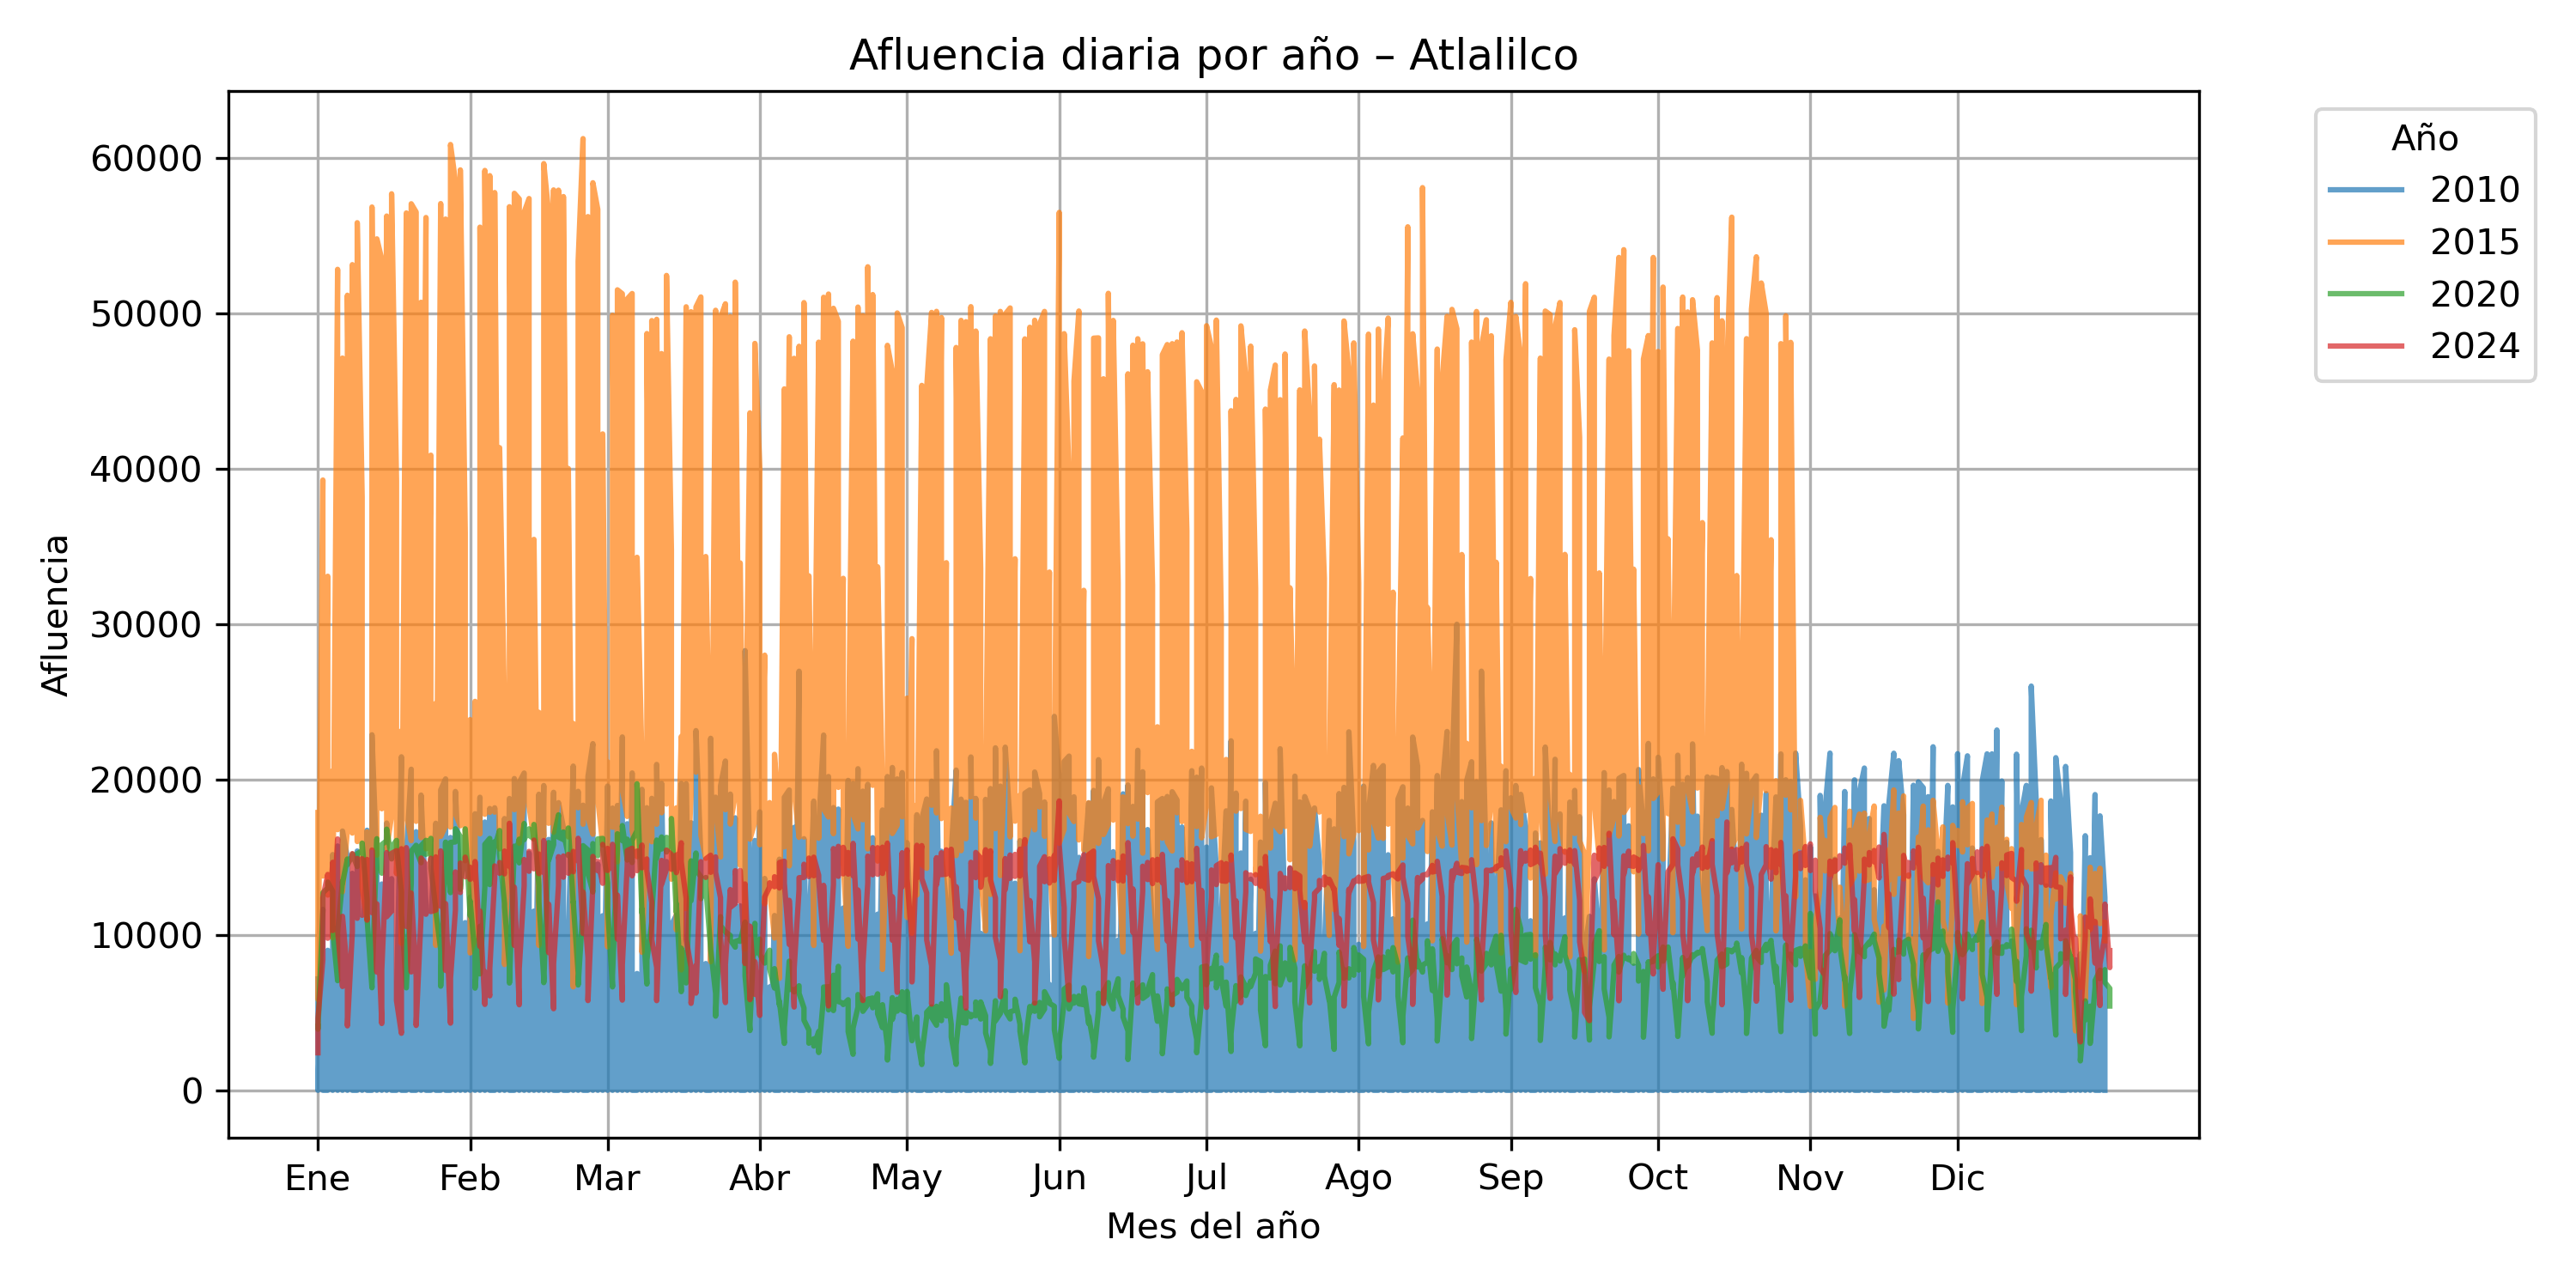 Afluencia diaria por año – Atlalilco
Afluencia
60000
50000
40000
30000
20000
10000
0
Ene Feb Mar Abr May Jun Jul Ago Sep Oct Nov Dic
Mes del año
Año
2010
2015
2020
2024